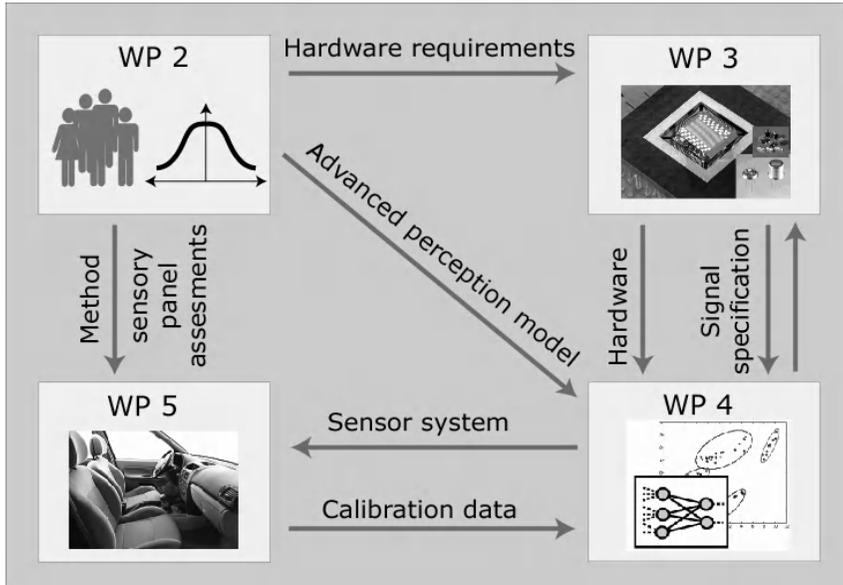 WP 2
Hardware requirements
WP 3
Advanced perception model
Method
sensory
panel
assesments
Hardware
Signal
specification
WP 5
Sensor system
Calibration data
WP 4